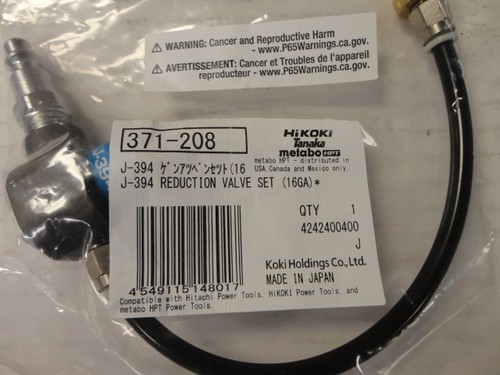 WARNING: Cancer and Reproductive Harm
- www.P65Warnings.ca.gov.
AVERTISSEMENT: Cancer et Troubles de l'appareil
reproducteur - www.P65Warnings.ca.gov.
371-208
HiKOKI
Tanaka
metabo HPT
metabo HPT - distributed in
USA, Canada and Mexico only.
J-394 ゲンアツベンセツト(16
J-394 REDUCTION VALVE SET (16GA)*
QTY 1
4242400400
J
Koki Holdings Co., Ltd.
MADE IN JAPAN
4 549115 148017
Compatible with Hitachi Power Tools, HiKOKI Power Tools, and
metabo HPT Power Tools.
J-394